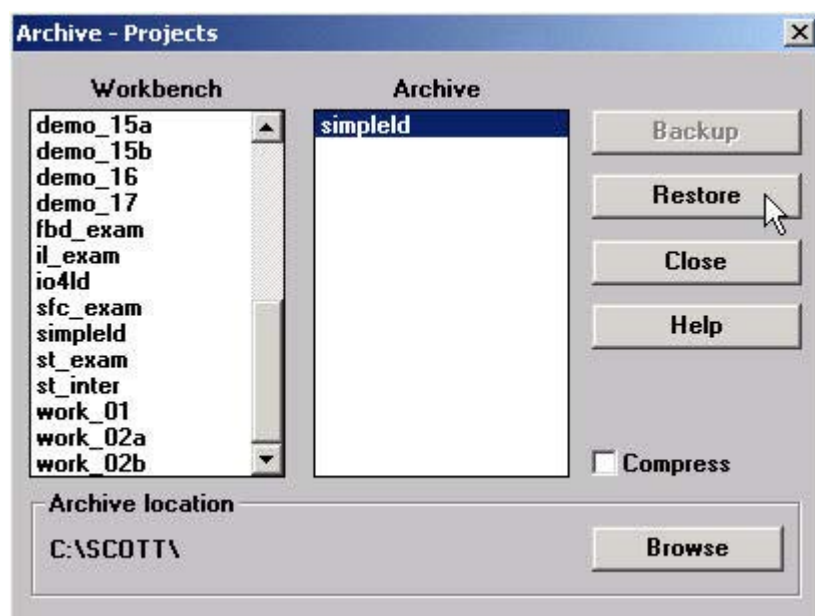 Archive - Projects
Workbench
Archive
demo_15a
demo_15b
demo_16
demo_17
fbd_exam
il_exam
io4ld
sfc_exam
simpleld
st_exam
st_inter
work_01
work_02a
work_02b
simpleld
Backup
Restore
Close
Help
Compress
Archive location
C:\SCOTT\
Browse